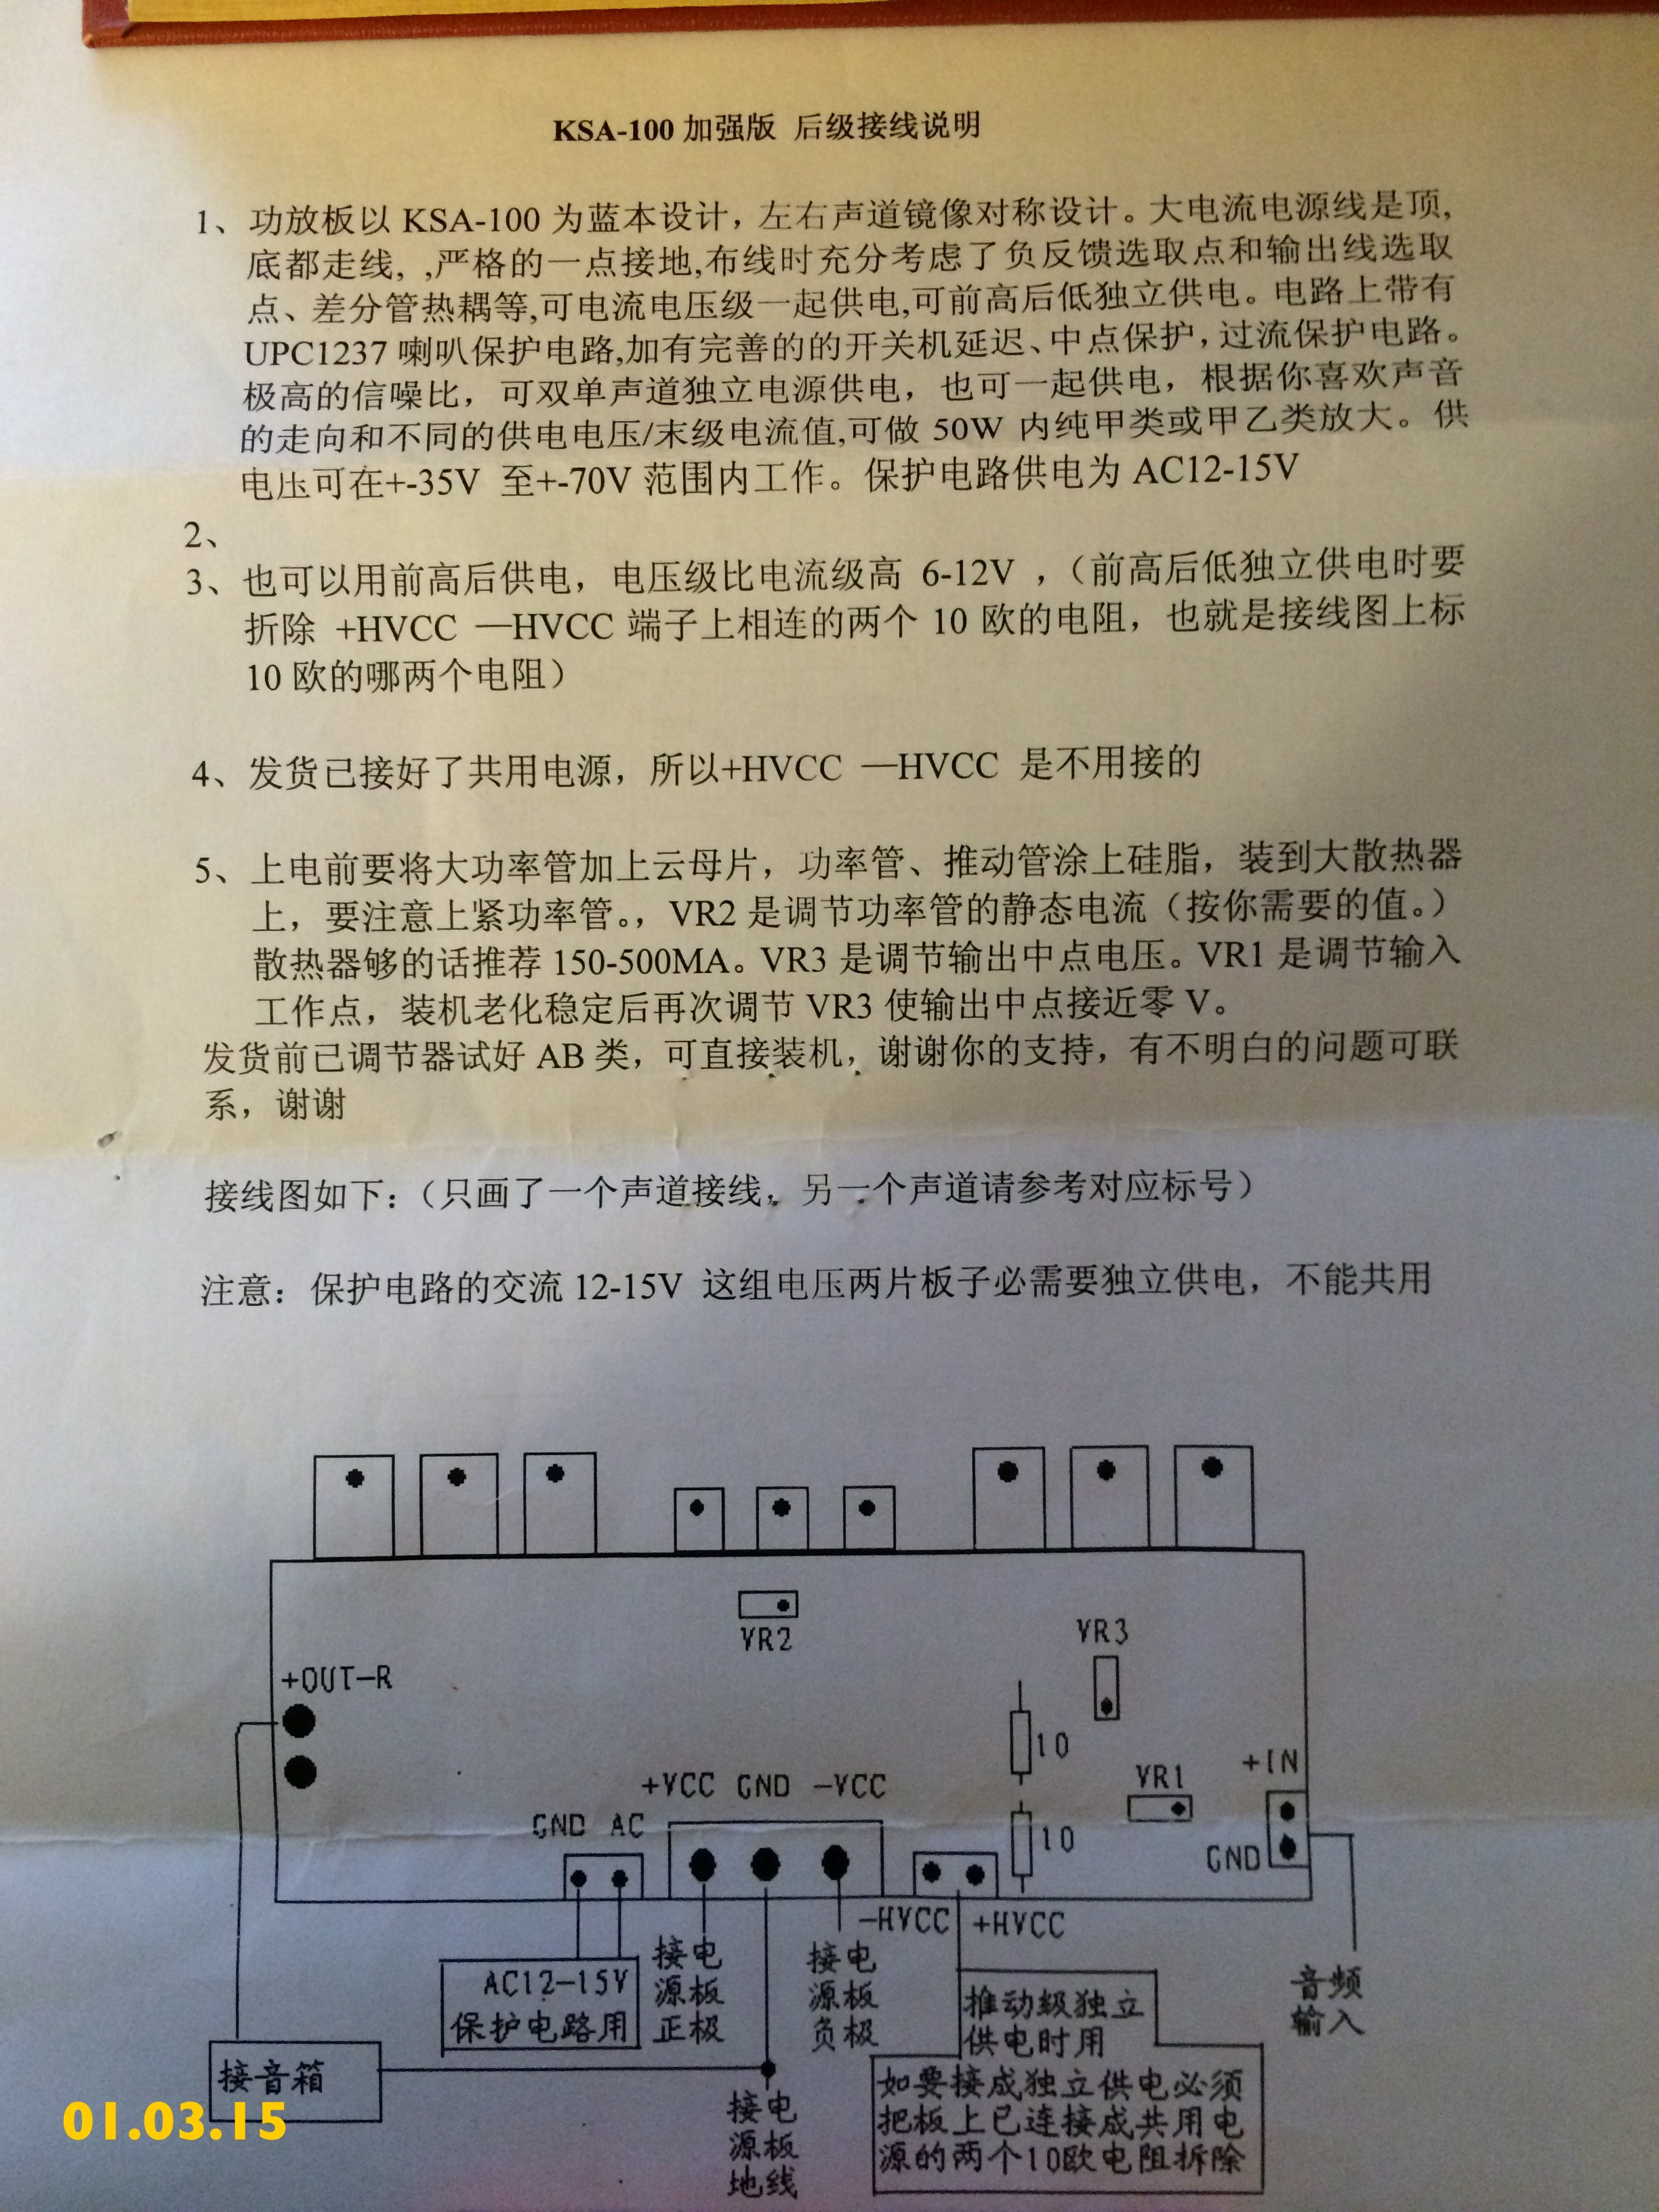 KSA-100 加强版 后级接线说明
1、功放板以 KSA-100 为蓝本设计，左右声道镜像对称设计。大电流电源线是顶,
底都走线, ,严格的一点接地,布线时充分考虑了负反馈选取点和输出线选取
点、差分管热耦等,可电流电压级一起供电,可前高后低独立供电。电路上带有
UPC1237 喇叭保护电路,加有完善的的开关机延迟、中点保护，过流保护电路。
极高的信噪比，可双单声道独立电源供电，也可一起供电，根据你喜欢声音
的走向和不同的供电电压/末级电流值,可做 50W 内纯甲类或甲乙类放大。供
电压可在+-35V 至+-70V 范围内工作。保护电路供电为 AC12-15V
2、
3、也可以用前高后供电，电压级比电流级高 6-12V ，（前高后低独立供电时要
折除 +HVCC —HVCC 端子上相连的两个 10 欧的电阻，也就是接线图上标
10 欧的哪两个电阻）
4、发货已接好了共用电源，所以+HVCC —HVCC 是不用接的
5、上电前要将大功率管加上云母片，功率管、推动管涂上硅脂，装到大散热器
上，要注意上紧功率管。，VR2 是调节功率管的静态电流（按你需要的值。）
散热器够的话推荐 150-500MA。VR3 是调节输出中点电压。VR1 是调节输入
工作点，装机老化稳定后再次调节 VR3 使输出中点接近零 V。
发货前已调节器试好 AB 类，可直接装机，谢谢你的支持，有不明白的问题可联
系，谢谢
接线图如下：（只画了一个声道接线。另一个声道请参考对应标号）
注意：保护电路的交流 12-15V 这组电压两片板子必需要独立供电，不能共用
VR2
VR3
+OUT-R
10
+IN
VR1
+VCC GND -VCC
GND AC
10
GND
-HVCC +HVCC
AC12-15V
保护电路用
接电
源板
正极
接电
源板
负极
推动级独立
供电时用
音频
输入
接音箱
接电
源板
地线
如要接成独立供电必须
把板上已连接成共用电
源的两个10欧电阻拆除
01.03.15